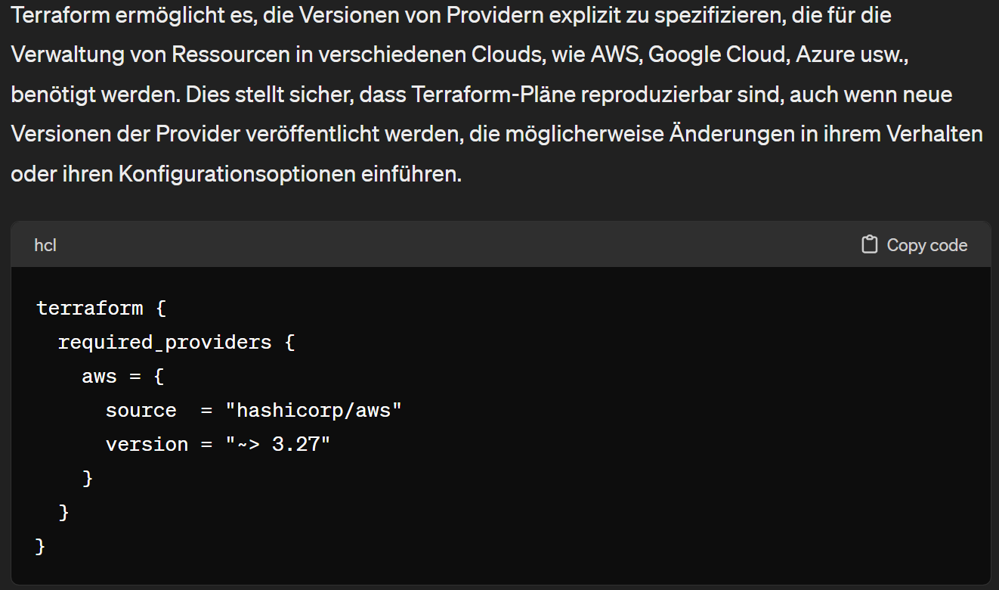 Terraform ermöglicht es, die Versionen von Providern explizit zu spezifizieren, die für die
Verwaltung von Ressourcen in verschiedenen Clouds, wie AWS, Google Cloud, Azure usw.,
benötigt werden. Dies stellt sicher, dass Terraform-Pläne reproduzierbar sind, auch wenn neue
Versionen der Provider veröffentlicht werden, die möglicherweise Änderungen in ihrem Verhalten
oder ihren Konfigurationsoptionen einführen.
hcl Copy code
terraform {
  required_providers {
    aws = {
      source  = "hashicorp/aws"
      version = "~> 3.27"
    }
  }
}